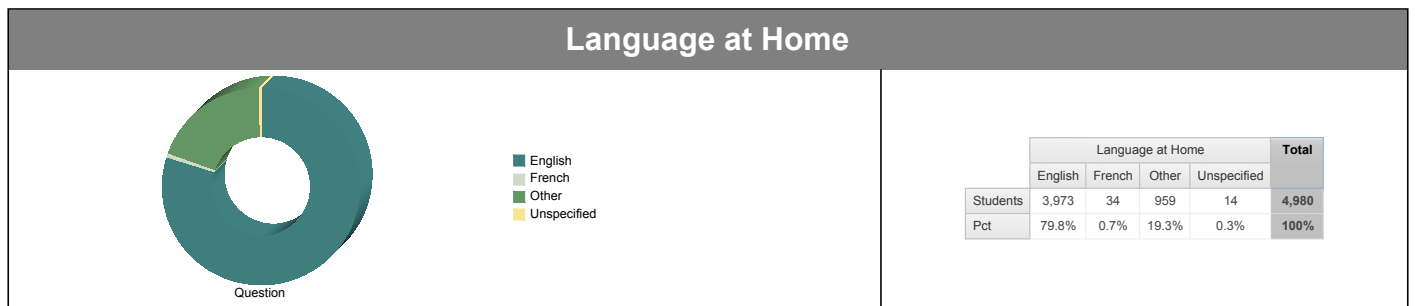 Language at Home
English
French
Other
Unspecified
Question
Language at Home Total
English French Other Unspecified
Students 3,973 34 959 14 4,980
Pct 79.8% 0.7% 19.3% 0.3% 100%